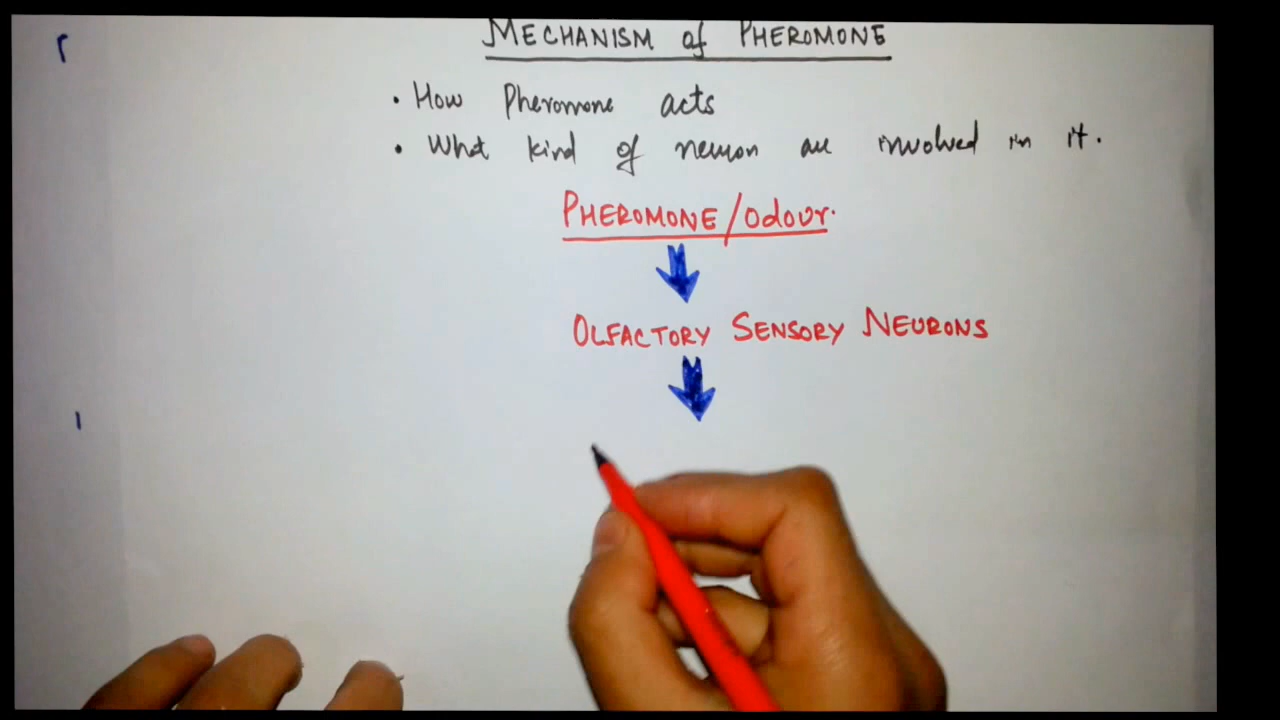 MECHANISM of PHEROMONE
• How Pheromone acts
• What kind of neuron are involved in it.
PHEROMONE/Odour.
OLFACTORY SENSORY NEURONS